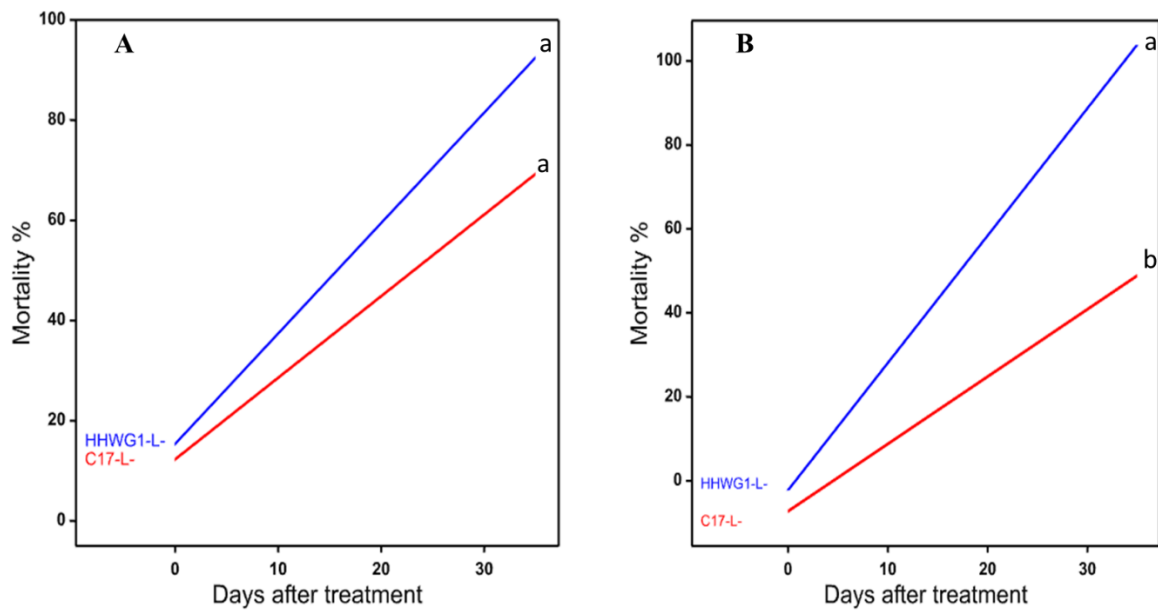 A
100
80
60
40
20
0
Mortality %
a
a
HHWG1-L-
C17-L-
0 10 20 30
Days after treatment
B
100
80
60
40
20
0
Mortality %
a
b
HHWG1-L-
C17-L-
0 10 20 30
Days after treatment